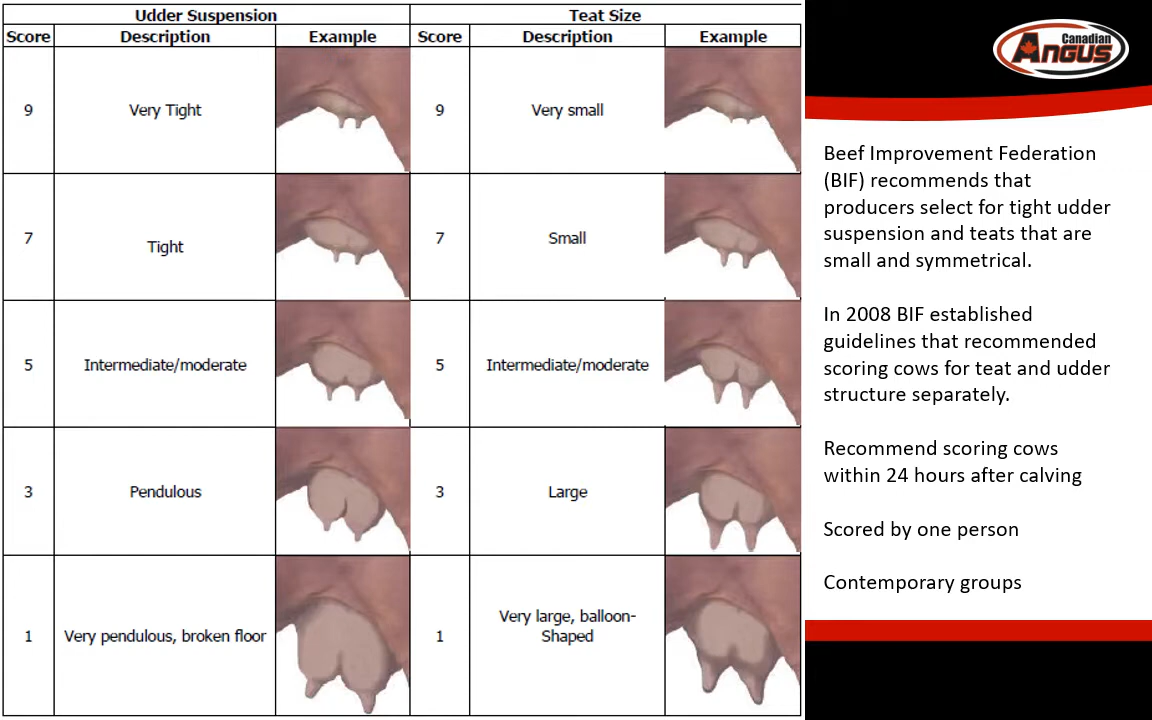 Udder Suspension
Teat Size
Score Description Example Score Description Example
9 Very Tight 9 Very small
7 Tight 7 Small
5 Intermediate/moderate 5 Intermediate/moderate
3 Pendulous 3 Large
1 Very pendulous, broken floor 1 Very large, balloon-
Shaped
Canadian
ANGUS
Beef Improvement Federation
(BIF) recommends that
producers select for tight udder
suspension and teats that are
small and symmetrical.
In 2008 BIF established
guidelines that recommended
scoring cows for teat and udder
structure separately.
Recommend scoring cows
within 24 hours after calving
Scored by one person
Contemporary groups